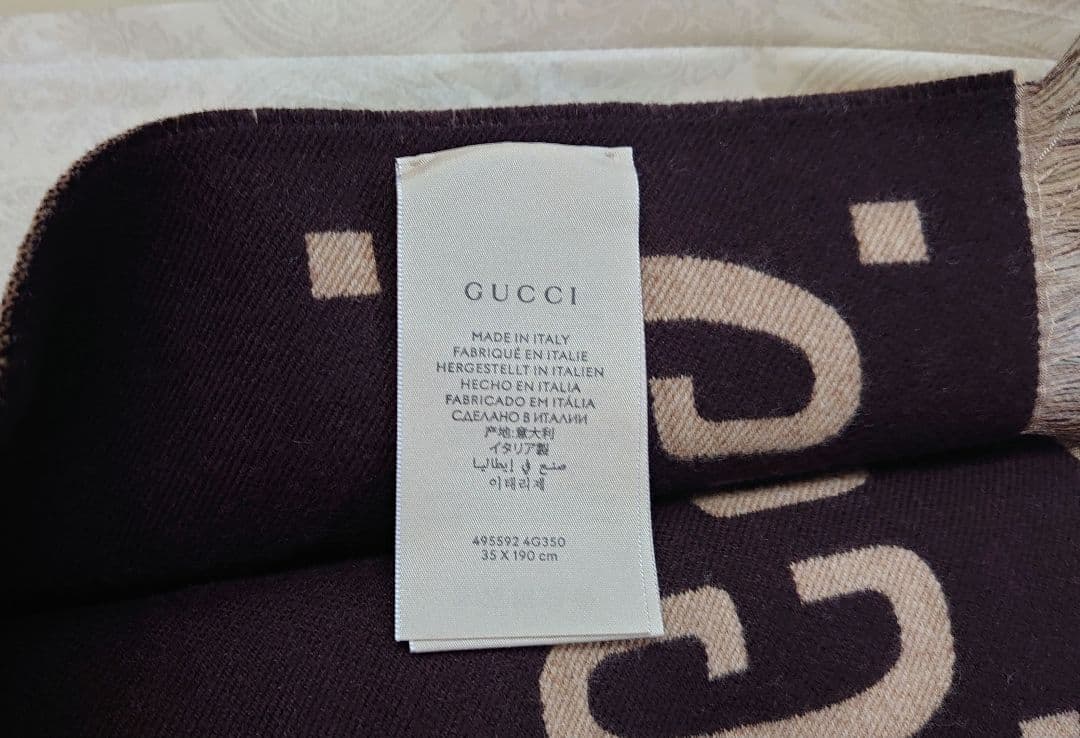 GUCCI
MADE IN ITALY
FABRIQUÉ EN ITALIE
HERGESTELLT IN ITALIEN
HECHO EN ITALIA
FABRICADO EM ITÁLIA
СДЕЛАНО В ИТАЛИИ
产地:意大利
イタリア製
صنع في إيطاليا
이태리제
495592 4G350
35 X 190 cm